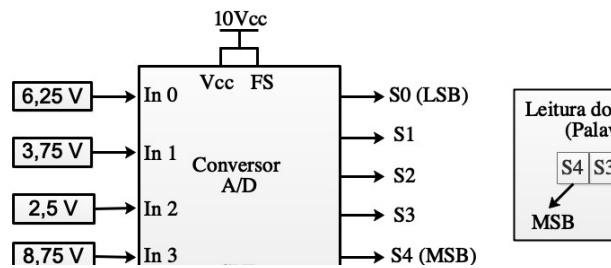 10Vcc
Vcc FS
6,25 V In 0 S0 (LSB)
3,75 V In 1 S1
Conversor
A/D
S2
2,5 V In 2 S3
8,75 V In 3 S4 (MSB)
Leitura do
S4 S3
MSB